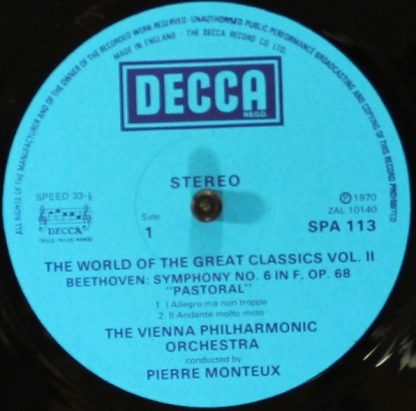 ALL RIGHTS OF THE MANUFACTURER AND OF THE OWNER OF THE RECORDED WORK RESERVED · UNAUTHORISED PUBLIC PERFORMANCE BROADCASTING AND COPYING OF THIS RECORD PROHIBITED
MADE IN ENGLAND · THE DECCA RECORD CO. LTD.
DECCA
REGD.
STEREO
SPEED 33-⅓
DECCA
Side
1
Ⓟ 1970
ZAL 10140
SPA 113
THE WORLD OF THE GREAT CLASSICS VOL. II
BEETHOVEN: SYMPHONY NO. 6 IN F, OP. 68
"PASTORAL"
1. I Allegro ma non troppo
2. II Andante molto moto
THE VIENNA PHILHARMONIC
ORCHESTRA
conducted by
PIERRE MONTEUX